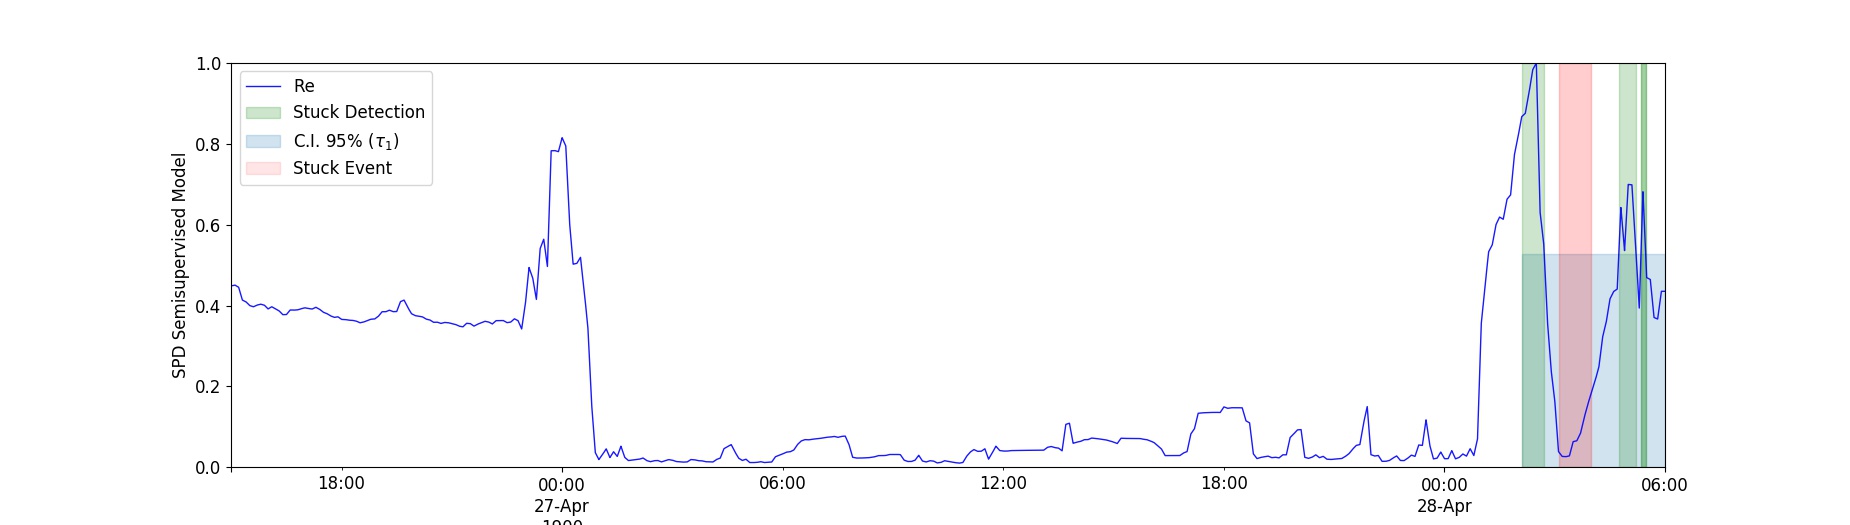 1.0
0.8
0.6
0.4
0.2
0.0
SPD Semisupervised Model
Re
Stuck Detection
C.I. 95% (τ₁)
Stuck Event
18:00
00:00
27-Apr
1900
06:00
12:00
18:00
00:00
28-Apr
06:00